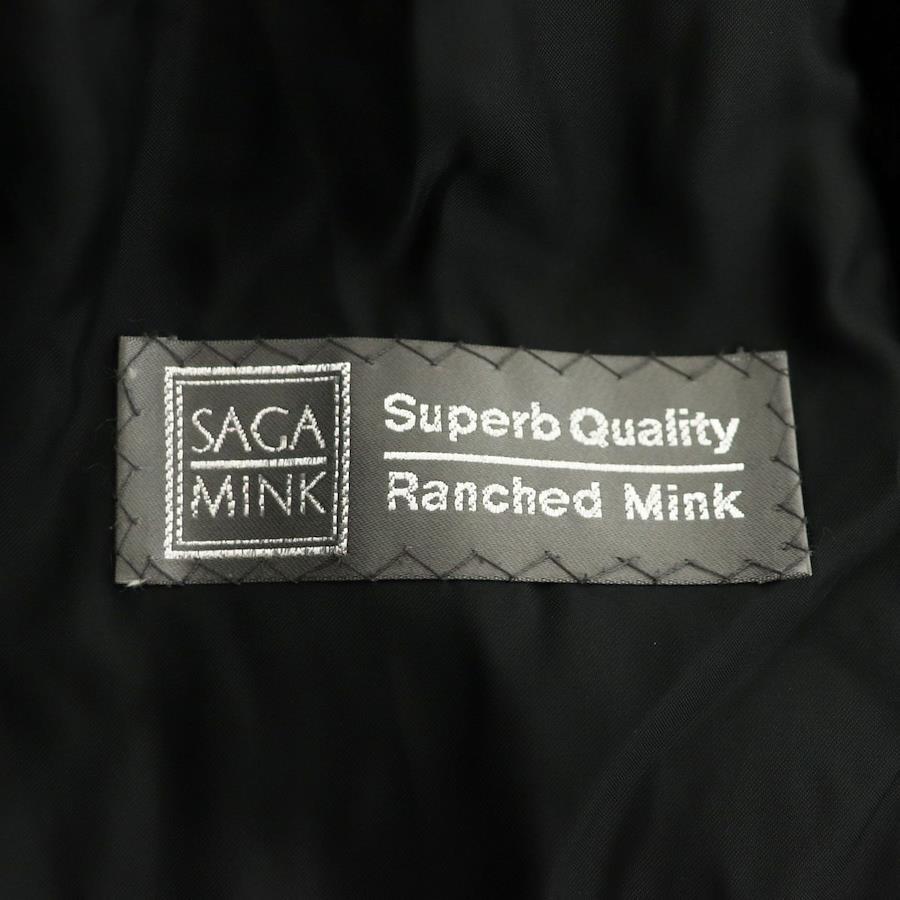 SAGA
MINK
Superb Quality
Ranched Mink